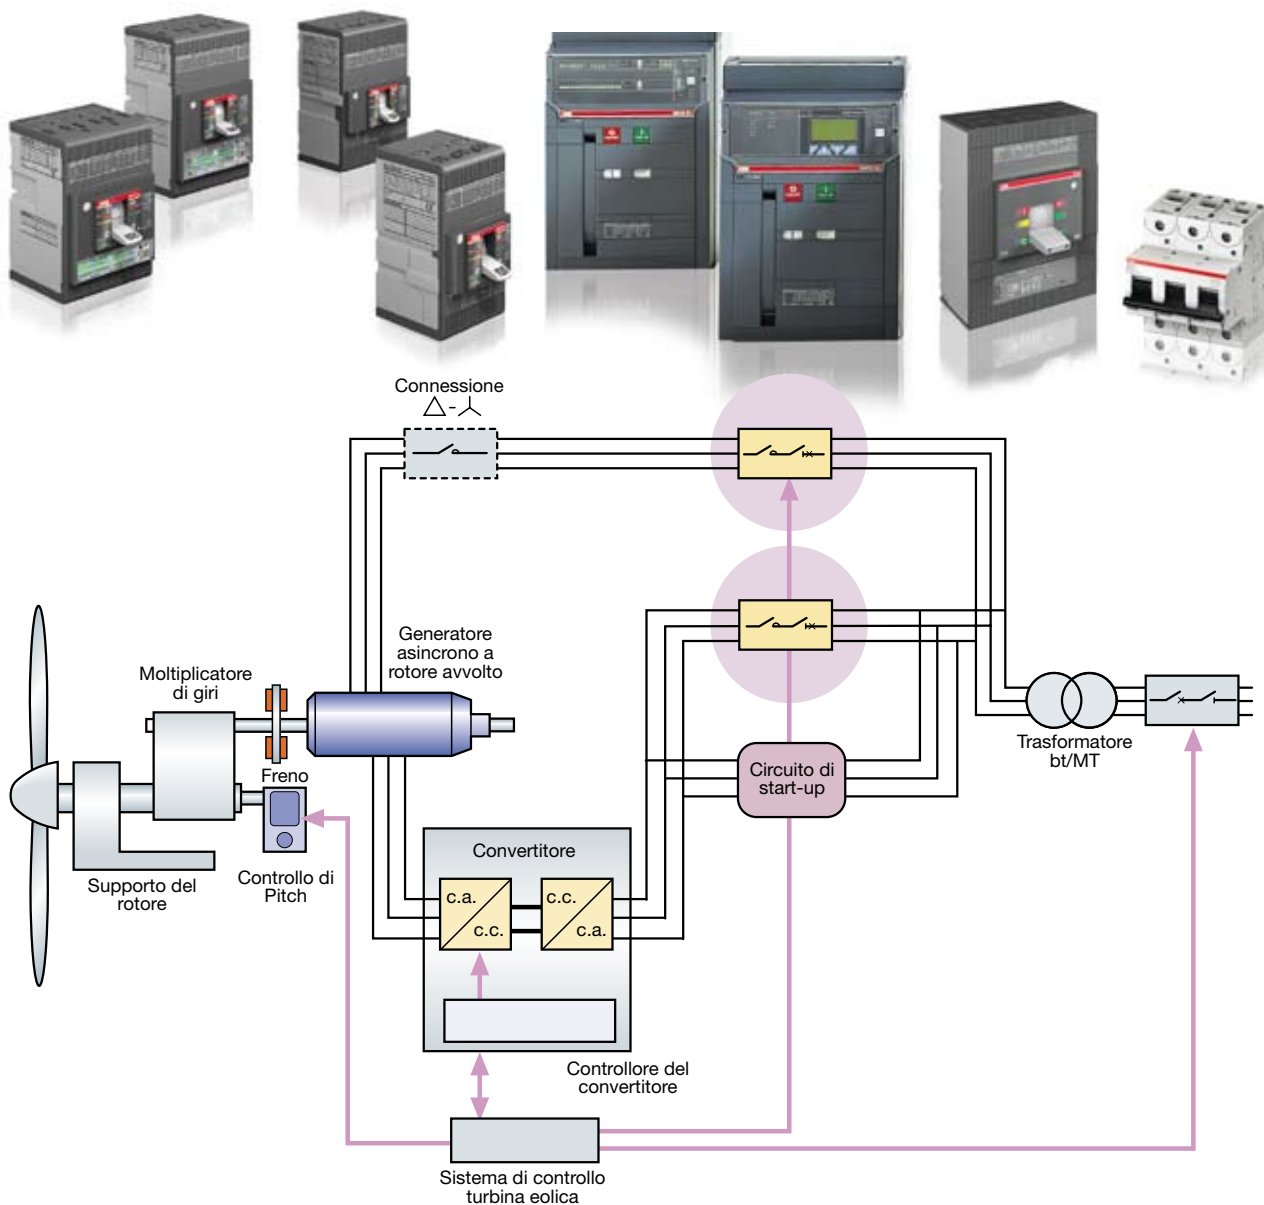 Connessione
Generatore
asincrono a
rotore avvolto
Moltiplicatore
di giri
Freno
Trasformatore
bt/MT
Circuito di
start-up
Convertitore
Supporto del
rotore
Controllo di
Pitch
c.a.
c.c.
c.c.
c.a.
Controllore del
convertitore
Sistema di controllo
turbina eolica